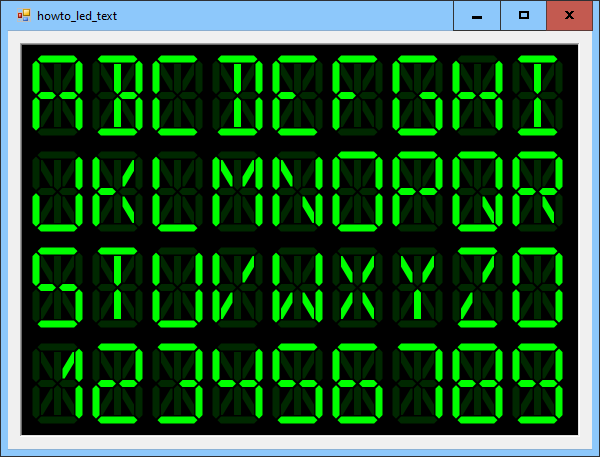 howto_led_text
ABCDEFGHI
JKLMNOPQR
STUVWXYZ0
123456789